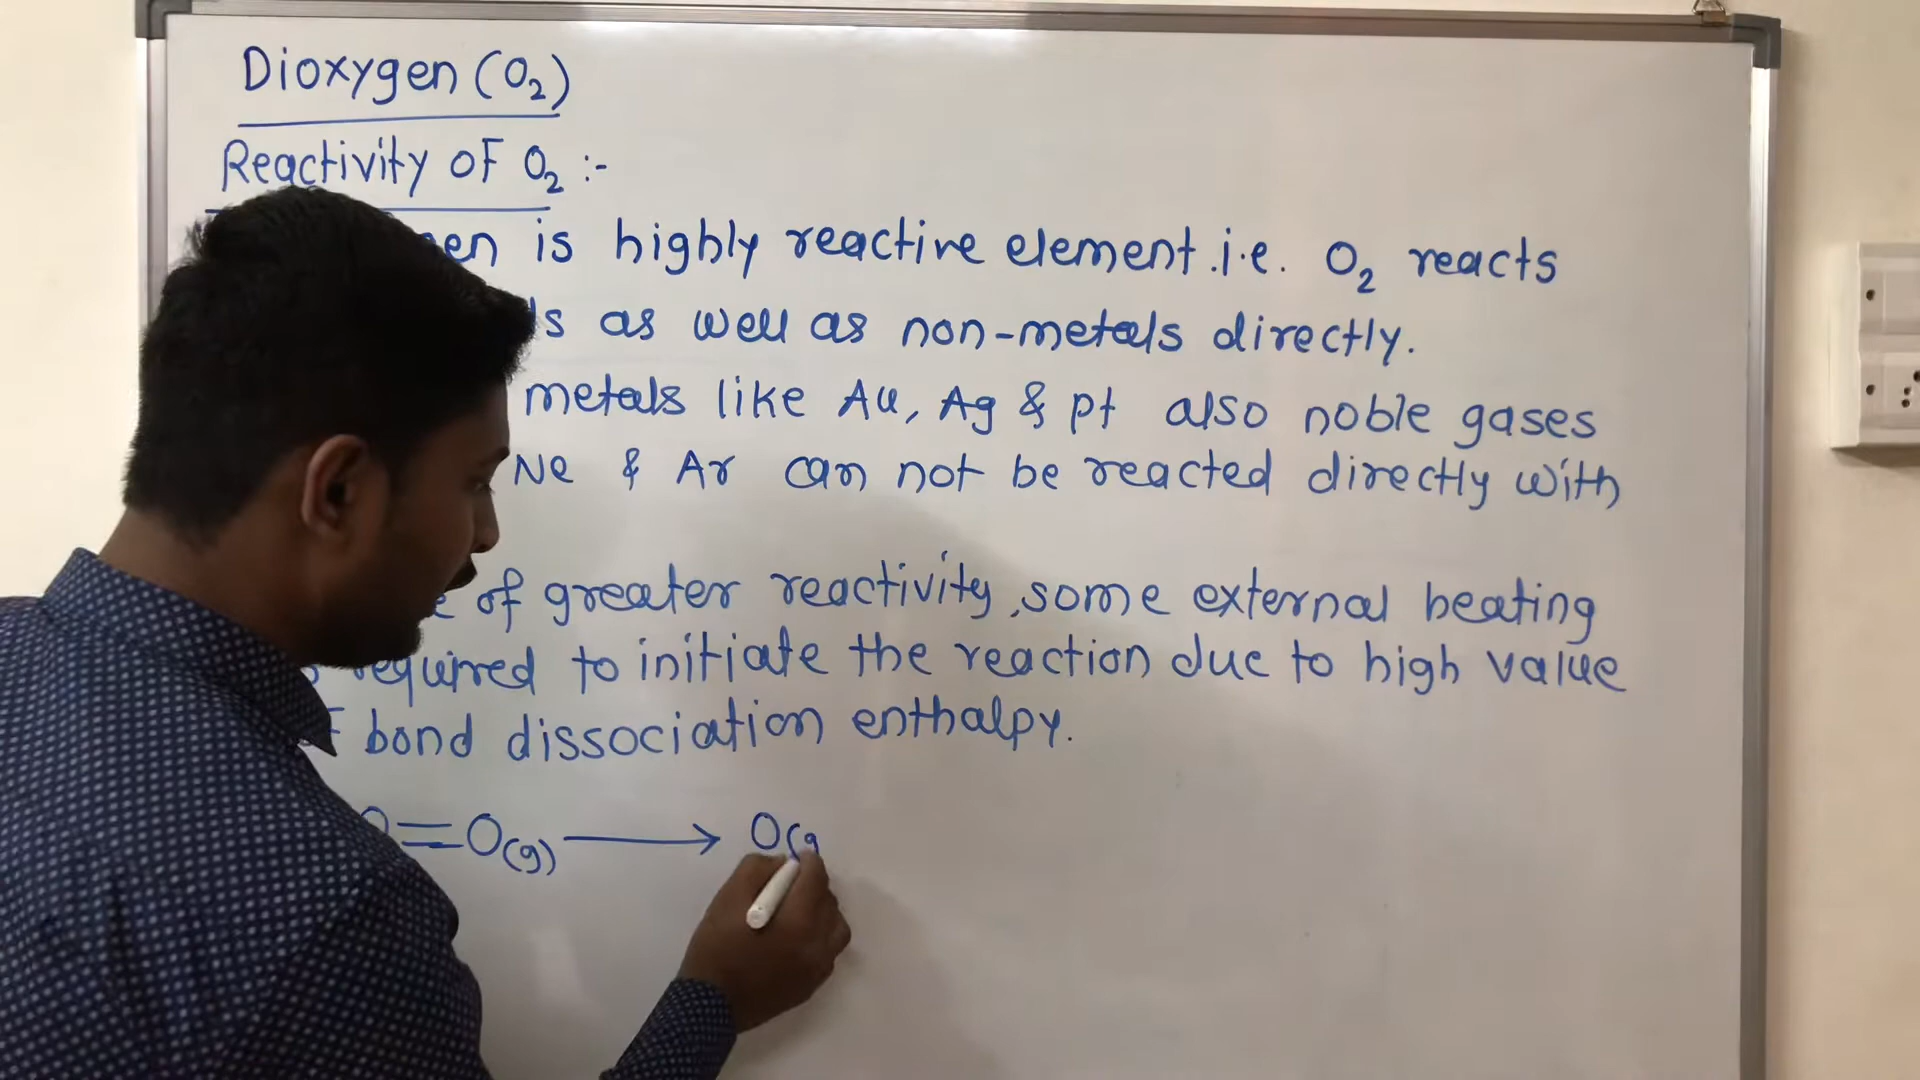 Dioxygen (O₂)
Reactivity of O₂ :-
is highly reactive element .i.e. O₂ reacts
as well as non-metals directly.
metals like Au, Ag & pt also noble gases
Ne & Ar can not be reacted directly with
of greater reactivity, some external heating
required to initiate the reaction due to high value
bond dissociation enthalpy.
O=O(g) ⟶ O(g